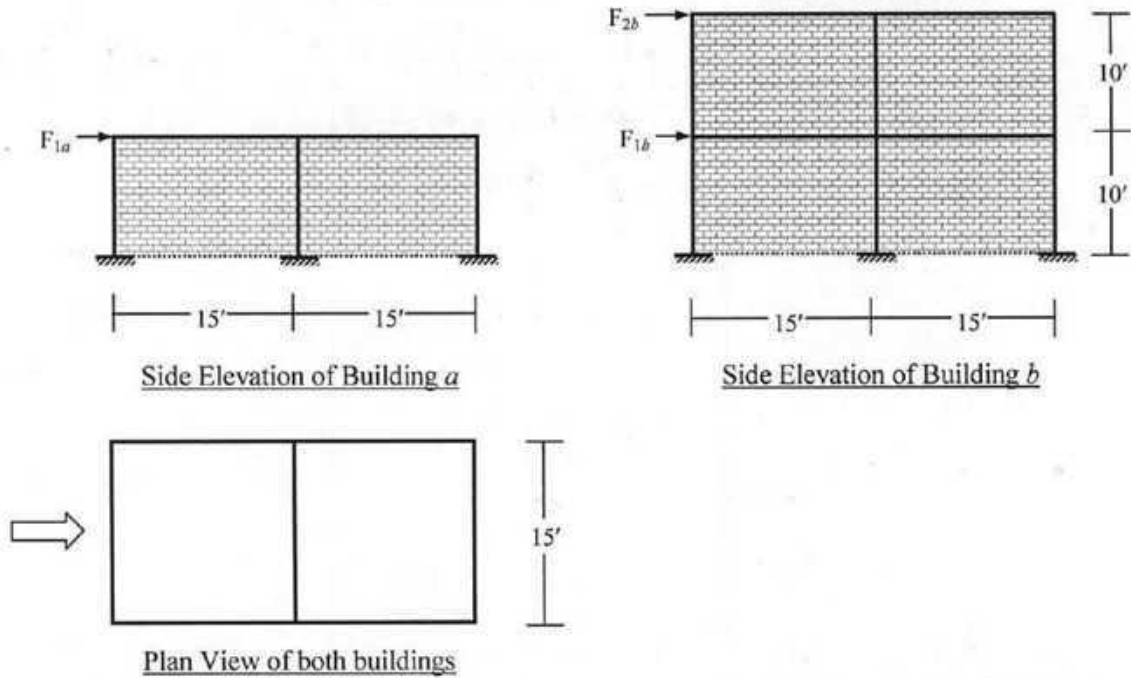 F2b
10′
F1a
F1b
10′
15′
15′
15′
15′
Side Elevation of Building a
Side Elevation of Building b
15′
Plan View of both buildings